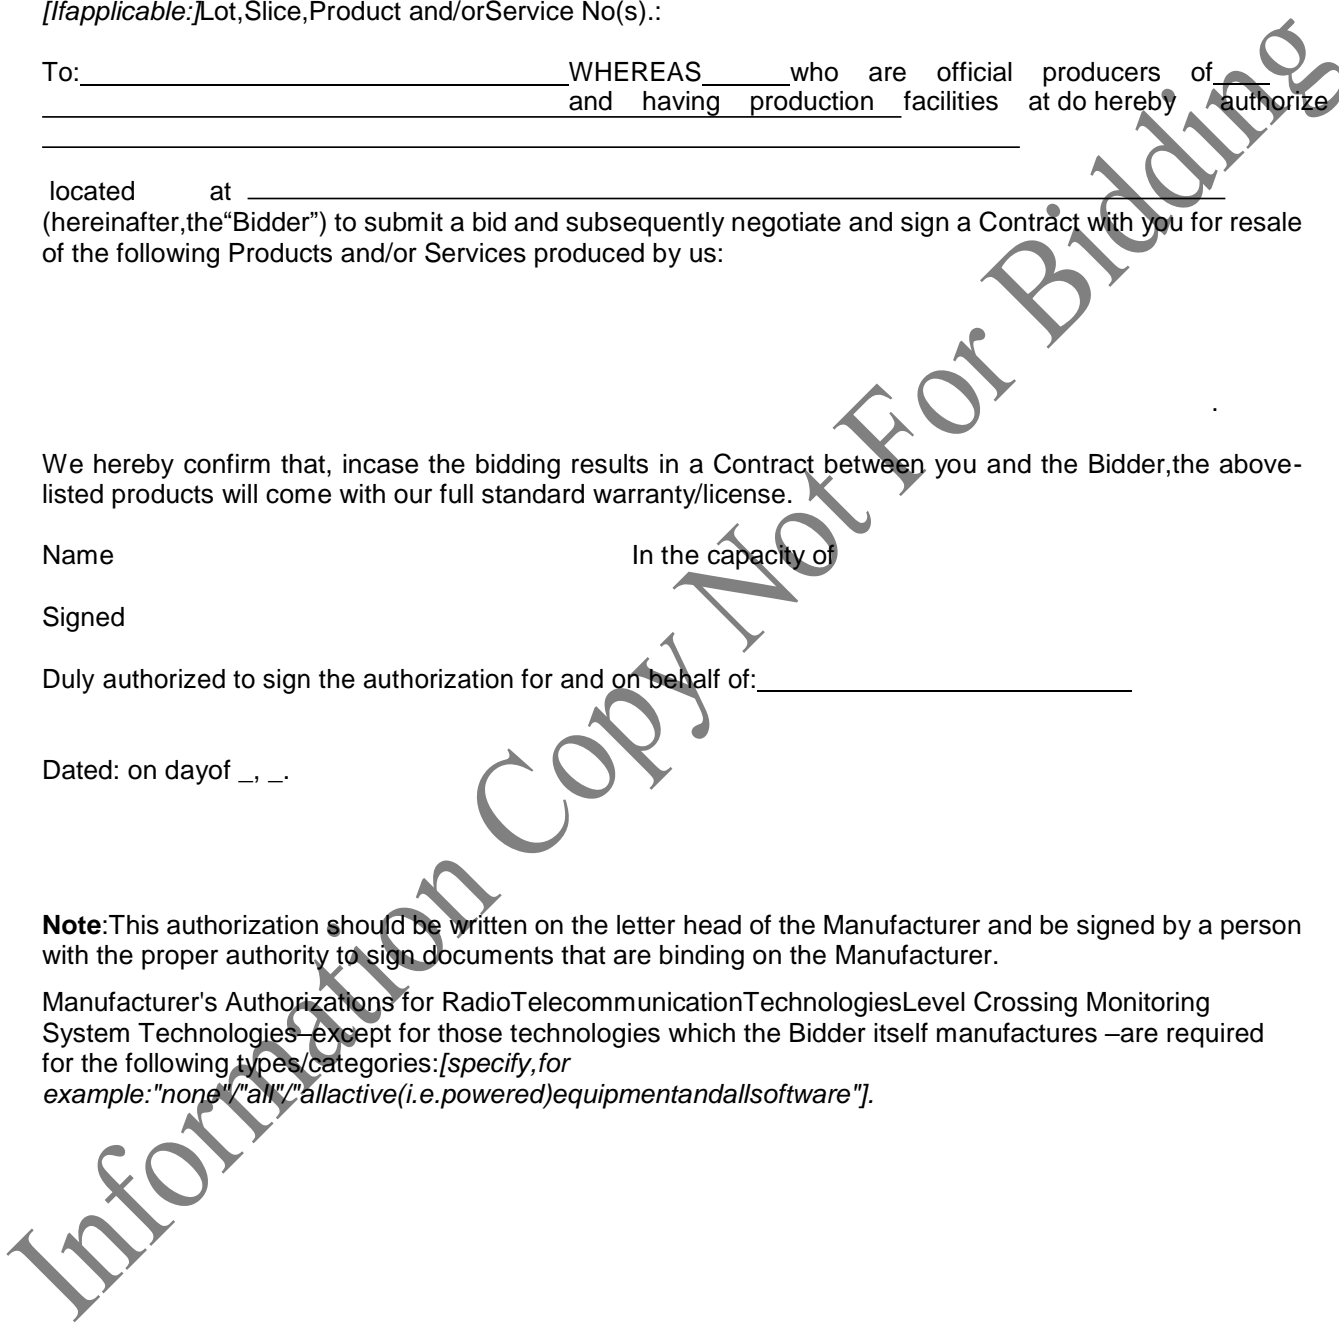 [Ifapplicable:]Lot,Slice,Product and/orService No(s).:
To:____________________WHEREAS______who are official producers of____
____________________and having production facilities at do hereby authorize
____________________
located at ____________________
(hereinafter,the“Bidder”) to submit a bid and subsequently negotiate and sign a Contract with you for resale
of the following Products and/or Services produced by us:
.
We hereby confirm that, incase the bidding results in a Contract between you and the Bidder,the above-
listed products will come with our full standard warranty/license.
Name In the capacity of
Signed
Duly authorized to sign the authorization for and on behalf of:____________________
Dated: on dayof _, _.
Note:This authorization should be written on the letter head of the Manufacturer and be signed by a person
with the proper authority to sign documents that are binding on the Manufacturer.
Manufacturer's Authorizations for RadioTelecommunicationTechnologiesLevel Crossing Monitoring
System Technologies–except for those technologies which the Bidder itself manufactures –are required
for the following types/categories:[specify,for
example:"none"/"all"/"allactive(i.e.powered)equipmentandallsoftware"].
Information Copy Not For Bidding